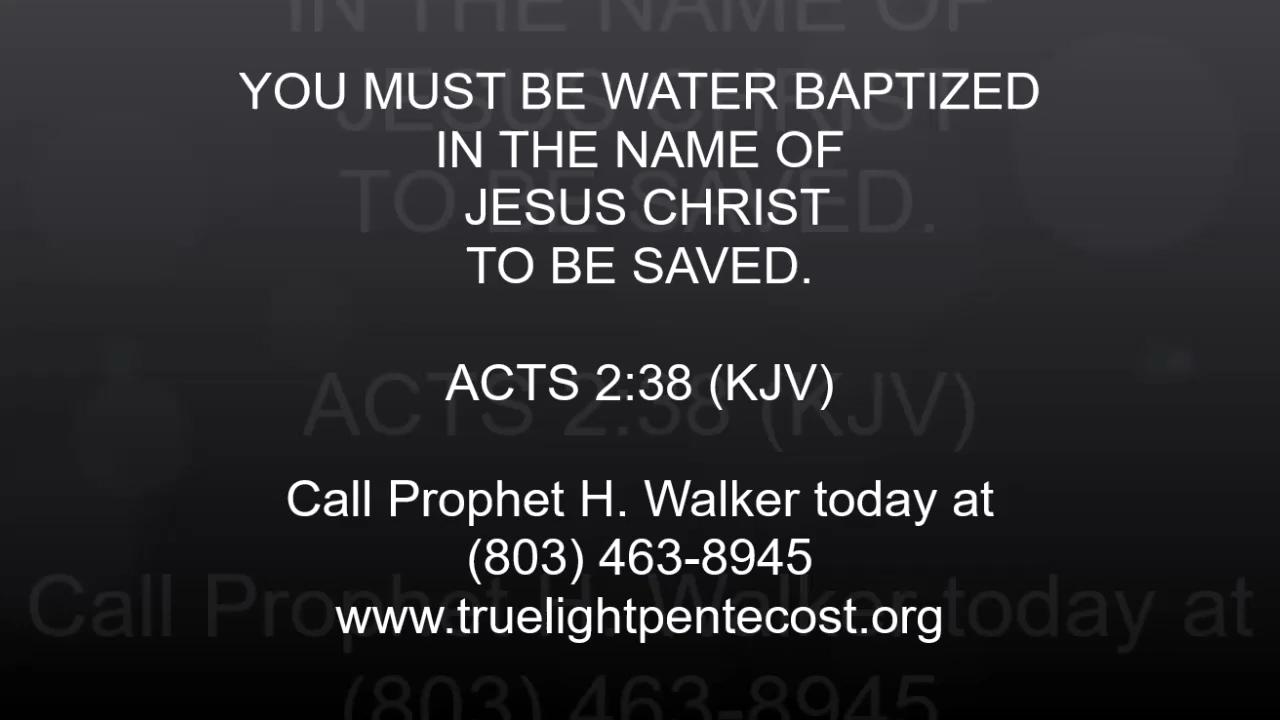 YOU MUST BE WATER BAPTIZED
IN THE NAME OF
JESUS CHRIST
TO BE SAVED.
ACTS 2:38 (KJV)
Call Prophet H. Walker today at
(803) 463-8945
www.truelightpentecost.org